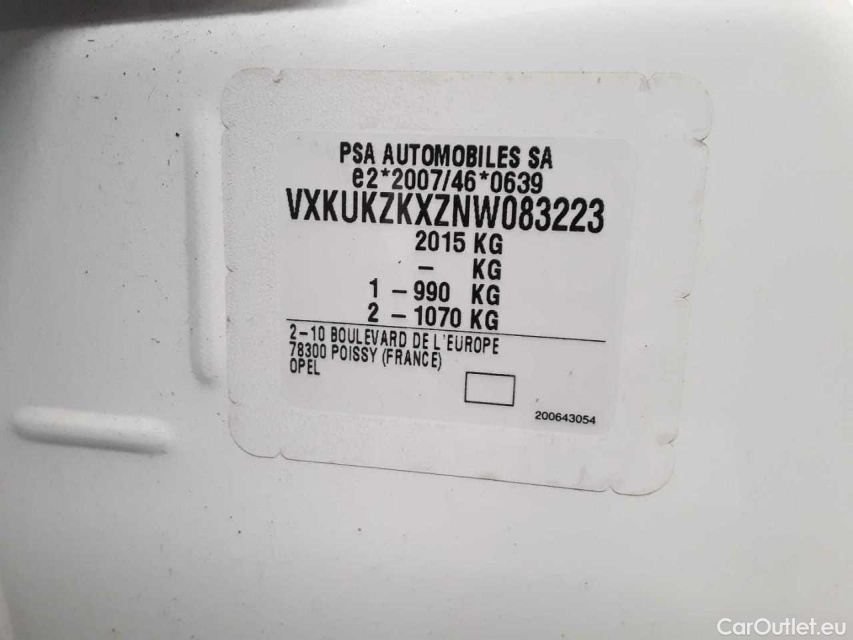 PSA AUTOMOBILES SA
e2*2007/46*0639
VXKUKZKXZNW083223
2015 KG
– KG
1 – 990 KG
2 – 1070 KG
2–10 BOULEVARD DE L'EUROPE
78300 POISSY (FRANCE)
OPEL
200643054
CarOutlet.eu